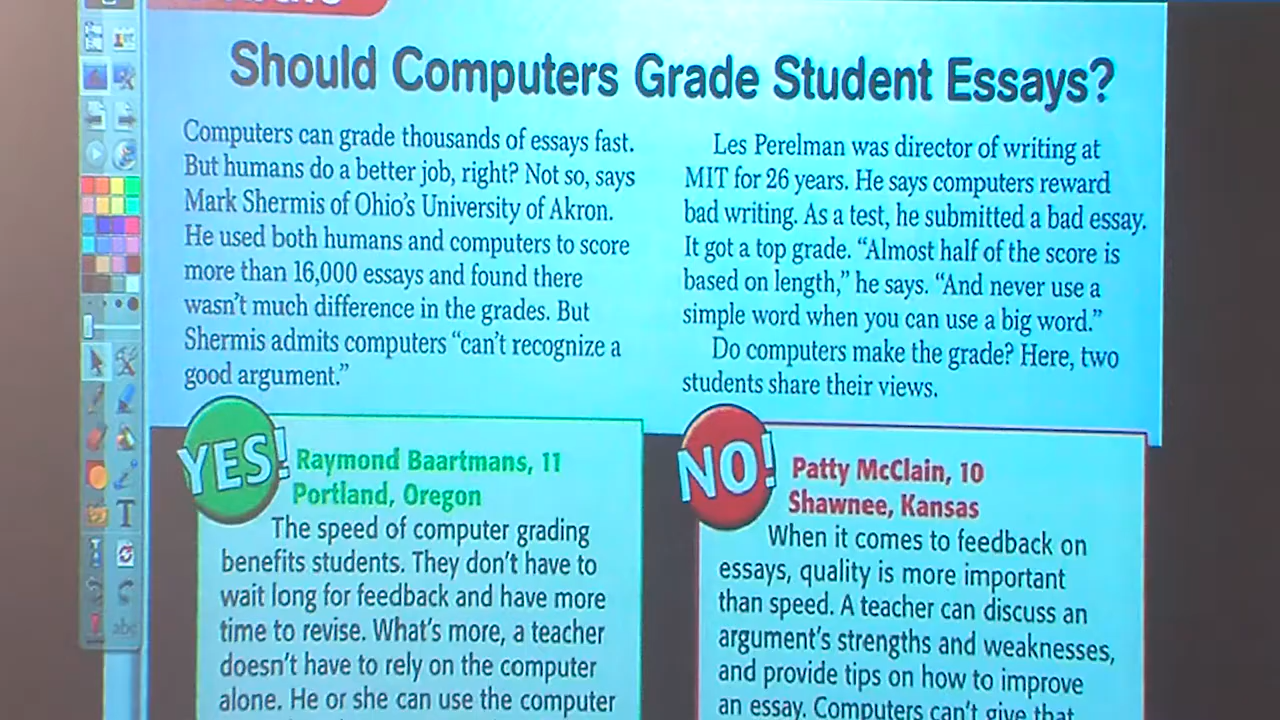 Should Computers Grade Student Essays?
Computers can grade thousands of essays fast.
But humans do a better job, right? Not so, says
Mark Shermis of Ohio's University of Akron.
He used both humans and computers to score
more than 16,000 essays and found there
wasn't much difference in the grades. But
Shermis admits computers “can't recognize a
good argument.”
Les Perelman was director of writing at
MIT for 26 years. He says computers reward
bad writing. As a test, he submitted a bad essay.
It got a top grade. “Almost half of the score is
based on length,” he says. “And never use a
simple word when you can use a big word.”
Do computers make the grade? Here, two
students share their views.
YES!
Raymond Baartmans, 11
Portland, Oregon
The speed of computer grading
benefits students. They don't have to
wait long for feedback and have more
time to revise. What's more, a teacher
doesn't have to rely on the computer
alone. He or she can use the computer
NO!
Patty McClain, 10
Shawnee, Kansas
When it comes to feedback on
essays, quality is more important
than speed. A teacher can discuss an
argument's strengths and weaknesses,
and provide tips on how to improve
an essay. Computers can't give that
T
abc